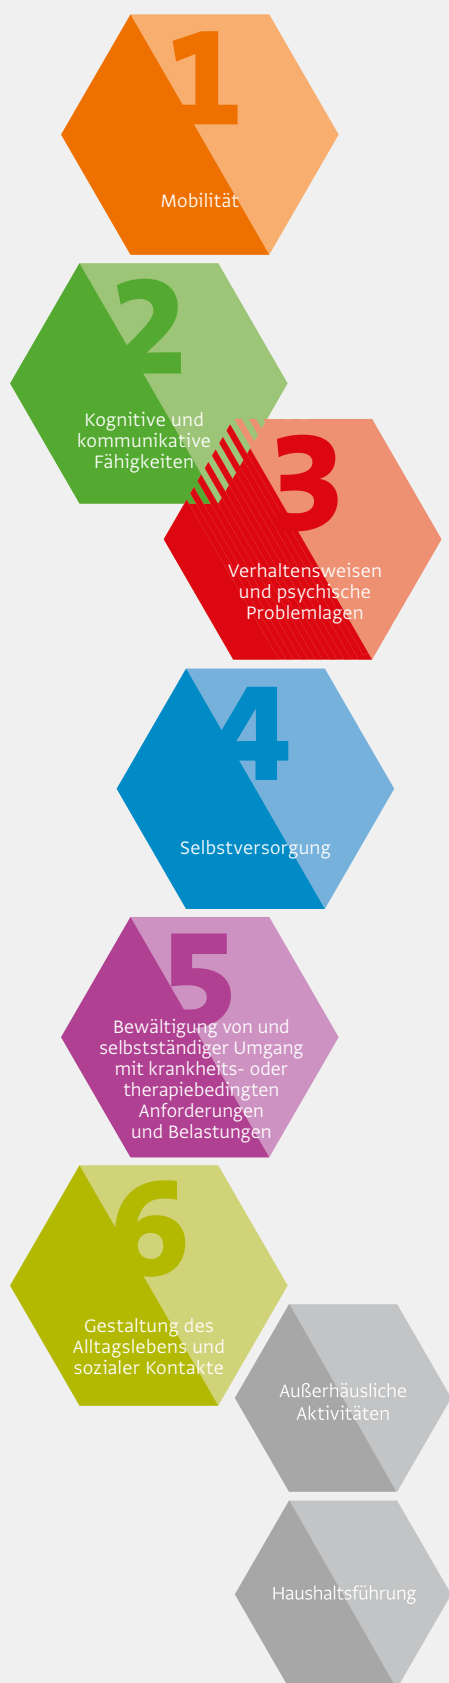 1
Mobilität
2
Kognitive und
kommunikative
Fähigkeiten
3
Verhaltensweisen
und psychische
Problemlagen
4
Selbstversorgung
5
Bewältigung von und
selbstständiger Umgang
mit krankheits- oder
therapiebedingten
Anforderungen
und Belastungen
6
Gestaltung des
Alltagslebens und
sozialer Kontakte
Außerhäusliche
Aktivitäten
Haushaltsführung